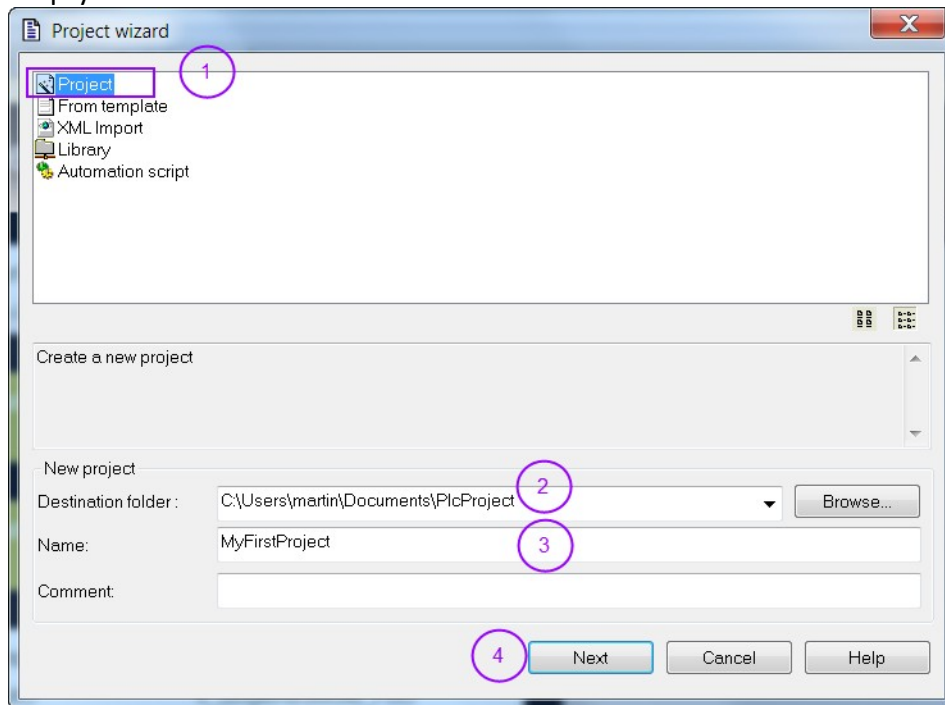 Project wizard
X
1
Project
From template
XML Import
Library
Automation script
Create a new project
New project
Destination folder : C:\Users\martin\Documents\PlcProject 2 Browse...
Name: MyFirstProject 3
Comment:
4 Next Cancel Help